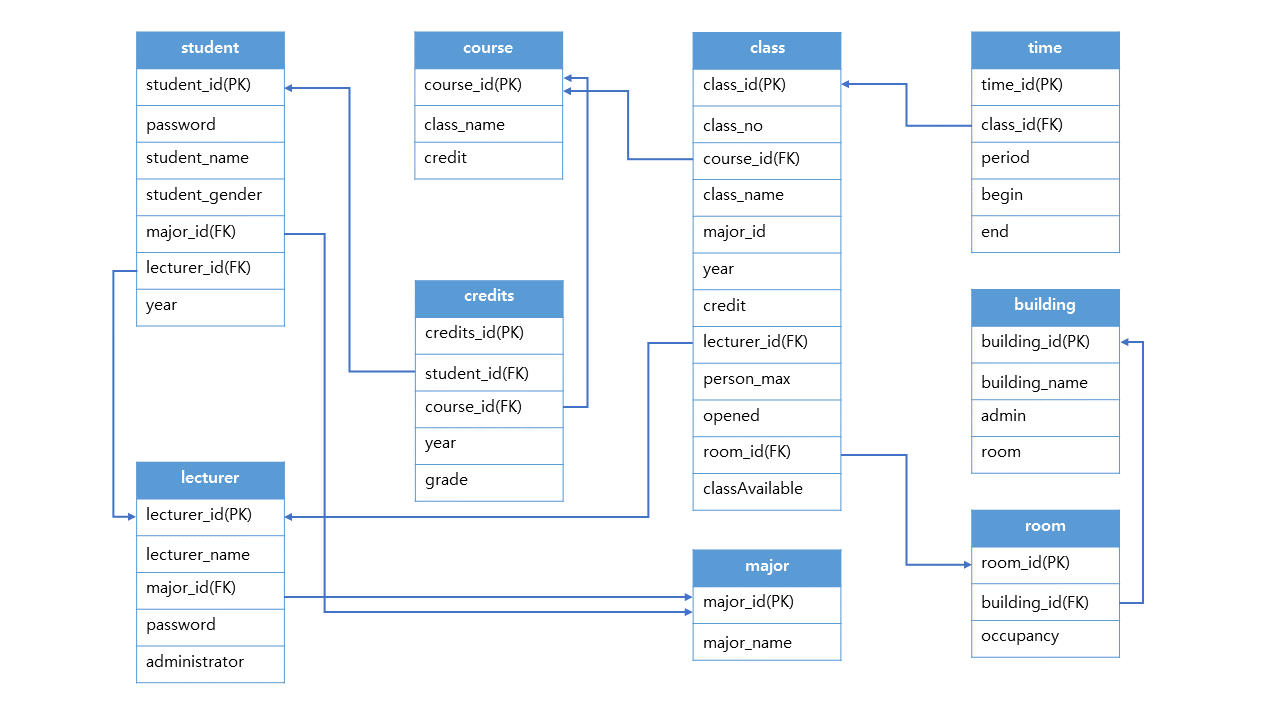 student
student_id(PK)
password
student_name
student_gender
major_id(FK)
lecturer_id(FK)
year
course
course_id(PK)
class_name
credit
class
class_id(PK)
class_no
course_id(FK)
class_name
major_id
year
credit
lecturer_id(FK)
person_max
opened
room_id(FK)
classAvailable
time
time_id(PK)
class_id(FK)
period
begin
end
credits
credits_id(PK)
student_id(FK)
course_id(FK)
year
grade
building
building_id(PK)
building_name
admin
room
lecturer
lecturer_id(PK)
lecturer_name
major_id(FK)
password
administrator
major
major_id(PK)
major_name
room
room_id(PK)
building_id(FK)
occupancy